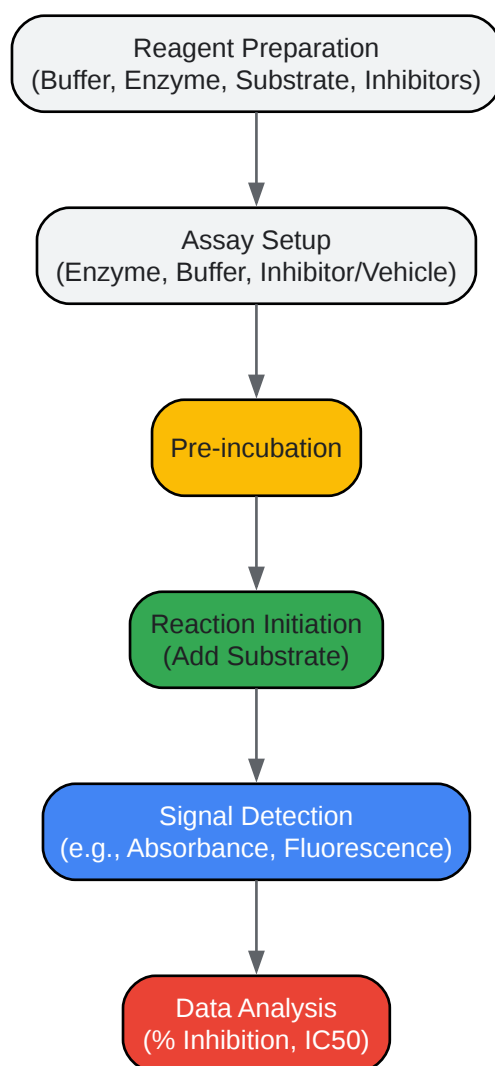 Reagent Preparation
(Buffer, Enzyme, Substrate, Inhibitors)
Assay Setup
(Enzyme, Buffer, Inhibitor/Vehicle)
Pre-incubation
Reaction Initiation
(Add Substrate)
Signal Detection
(e.g., Absorbance, Fluorescence)
Data Analysis
(% Inhibition, IC50)